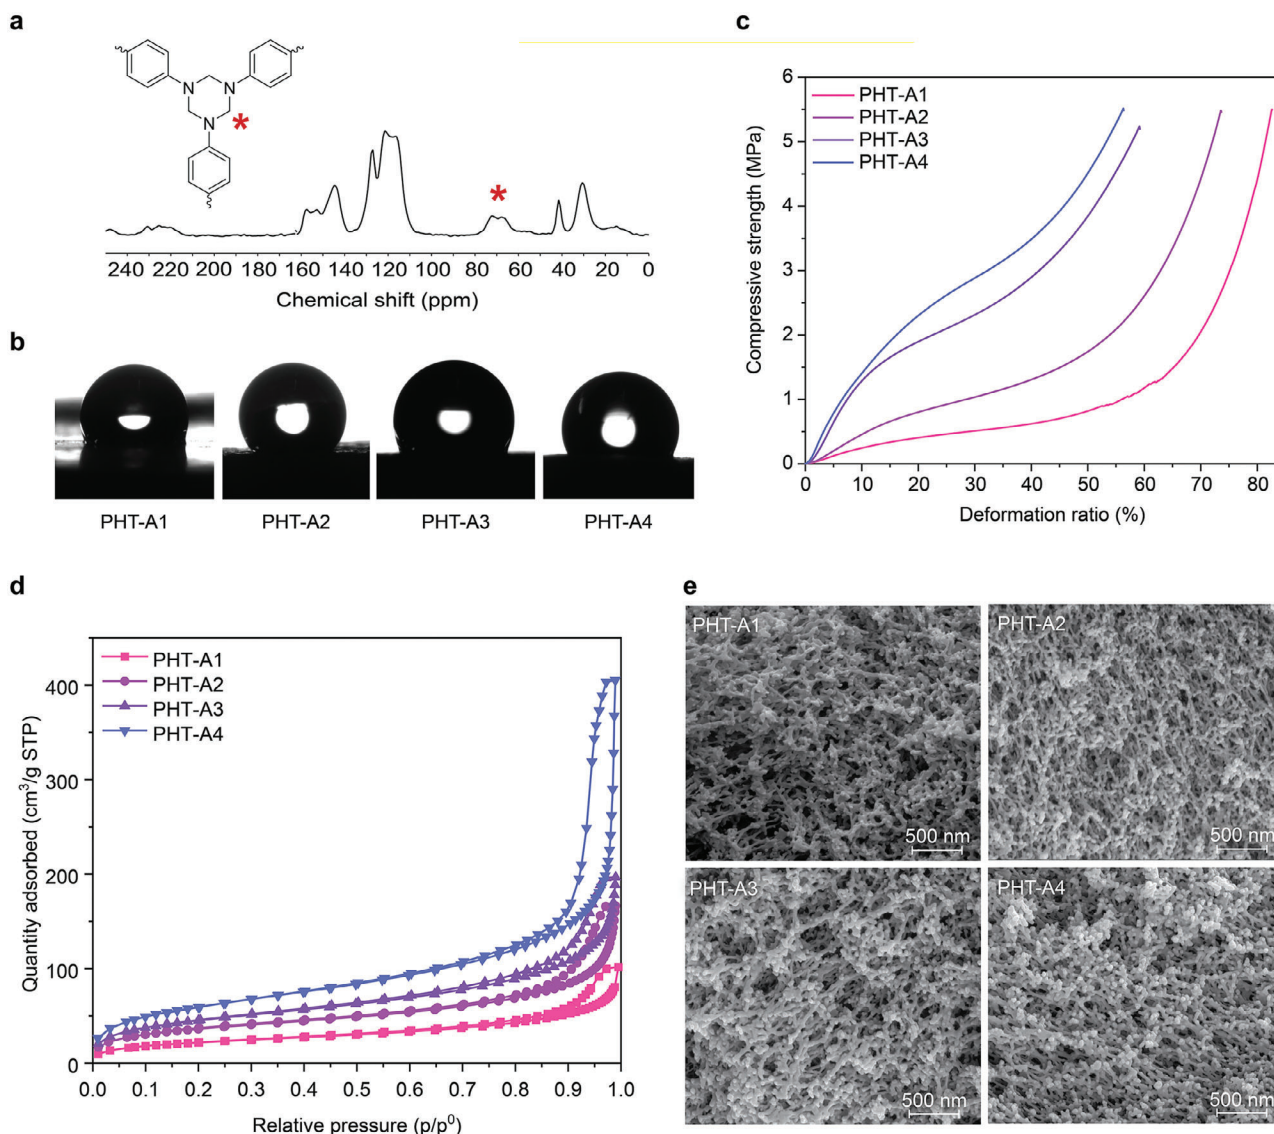 a
N N
N *
*
240 220 200 180 160 140 120 100 80 60 40 20 0
Chemical shift (ppm)
b
PHT-A1 PHT-A2 PHT-A3 PHT-A4
c
PHT-A1
PHT-A2
PHT-A3
PHT-A4
6
5
4
3
2
1
0
Compressive strength (MPa)
0 10 20 30 40 50 60 70 80
Deformation ratio (%)
d
PHT-A1
PHT-A2
PHT-A3
PHT-A4
400
300
200
100
0
Quantity adsorbed (cm³/g STP)
0.0 0.1 0.2 0.3 0.4 0.5 0.6 0.7 0.8 0.9 1.0
Relative pressure (p/p⁰)
e
PHT-A1
500 nm
PHT-A2
500 nm
PHT-A3
500 nm
PHT-A4
500 nm